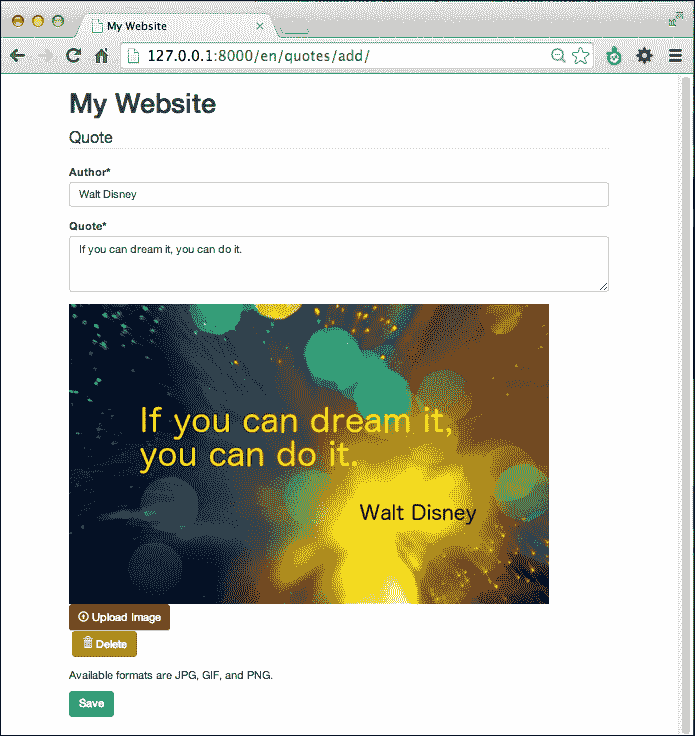 My Website
127.0.0.1:8000/en/quotes/add/
My Website
Quote
Author*
Walt Disney
Quote*
If you can dream it, you can do it.
If you can dream it,
you can do it.
Walt Disney
Upload Image
Delete
Available formats are JPG, GIF, and PNG.
Save